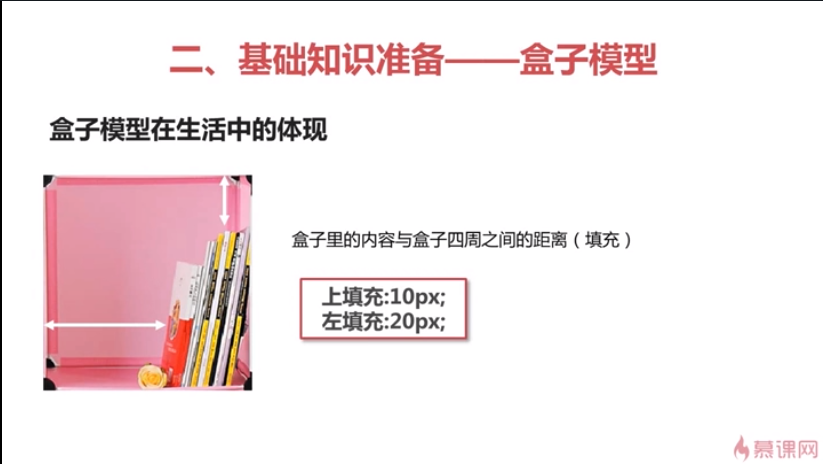 二、基础知识准备——盒子模型
盒子模型在生活中的体现
盒子里的内容与盒子四周之间的距离（填充）
上填充:10px;
左填充:20px;
慕课网